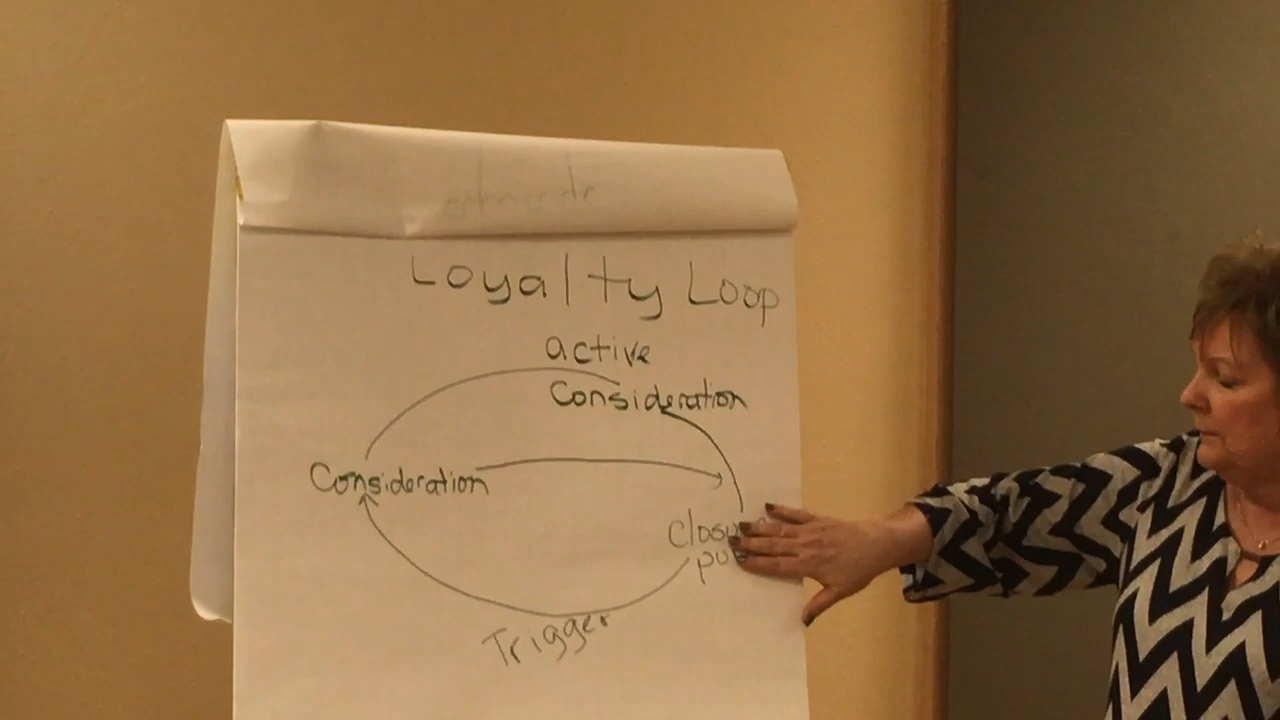 Loyalty Loop
active
Consideration
Consideration
Trigger